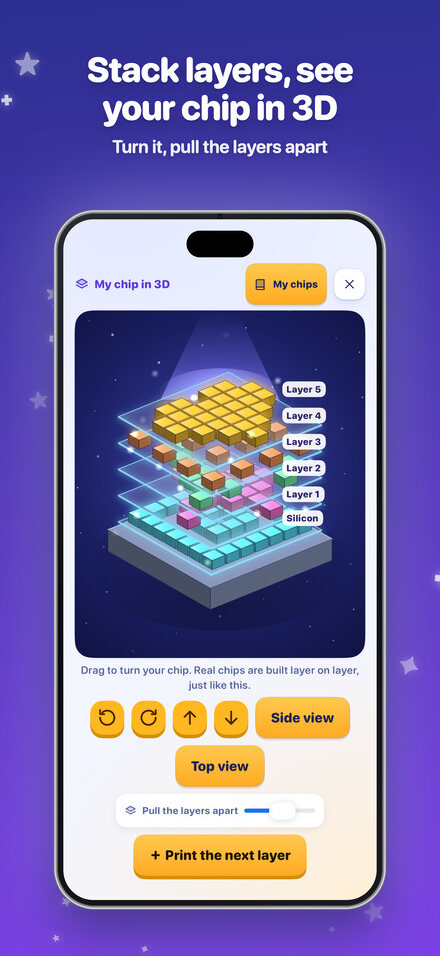 Stack layers, see
your chip in 3D
Turn it, pull the layers apart
My chip in 3D
My chips
Layer 5
Layer 4
Layer 3
Layer 2
Layer 1
Silicon
Drag to turn your chip. Real chips are built layer on layer,
just like this.
Side view
Top view
Pull the layers apart
+ Print the next layer